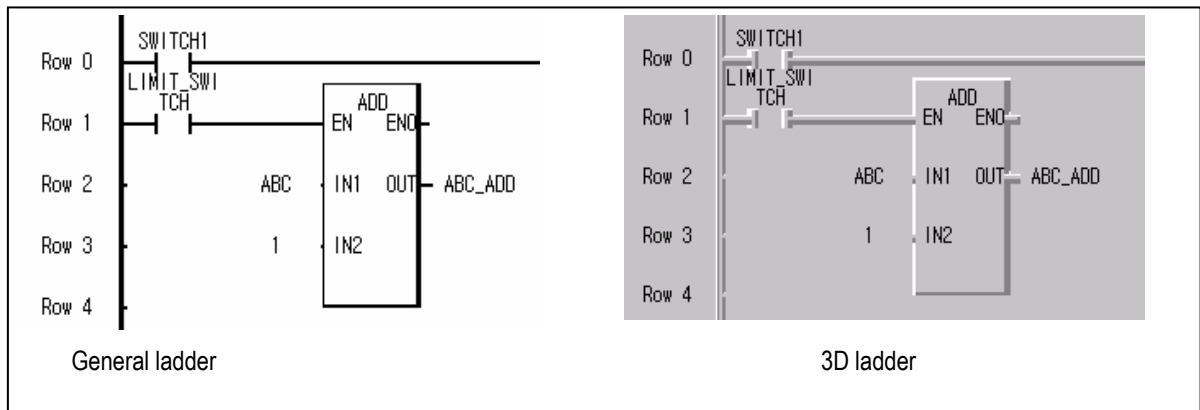 SWITCH1
Row 0
LIMIT_SWI
TCH
ADD
Row 1
EN ENO
Row 2 ABC IN1 OUT ABC_ADD
Row 3 1 IN2
Row 4
General ladder
SWITCH1
Row 0
LIMIT_SWI
TCH
ADD
Row 1
EN ENO
Row 2 ABC IN1 OUT ABC_ADD
Row 3 1 IN2
Row 4
3D ladder